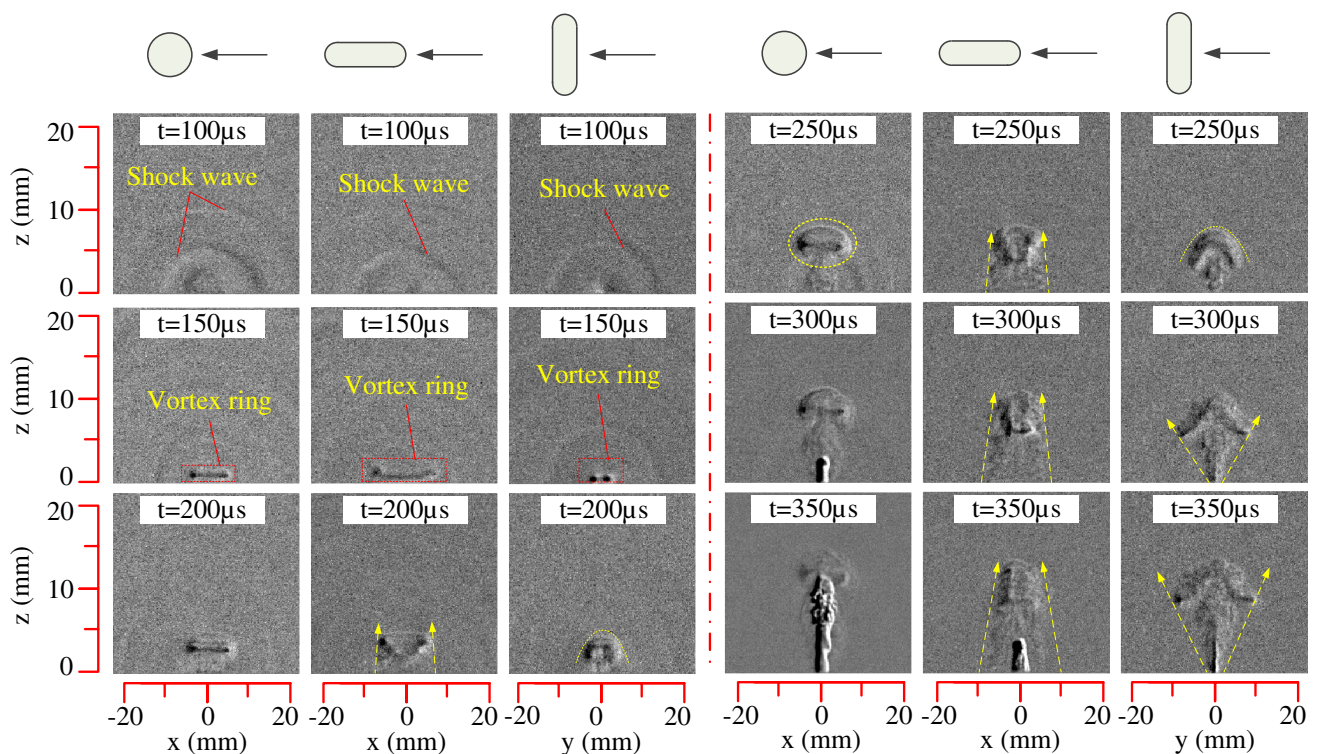 t=100µs t=100µs t=100µs t=250µs t=250µs t=250µs
20
10
0
z (mm)
Shock wave
Shock wave
Shock wave
t=150µs t=150µs t=150µs t=300µs t=300µs t=300µs
20
10
0
z (mm)
Vortex ring
Vortex ring
Vortex ring
t=200µs t=200µs t=200µs t=350µs t=350µs t=350µs
20
10
0
z (mm)
-20 0 20 -20 0 20 -20 0 20 -20 0 20 -20 0 20 -20 0 20
x (mm) x (mm) y (mm) x (mm) x (mm) y (mm)